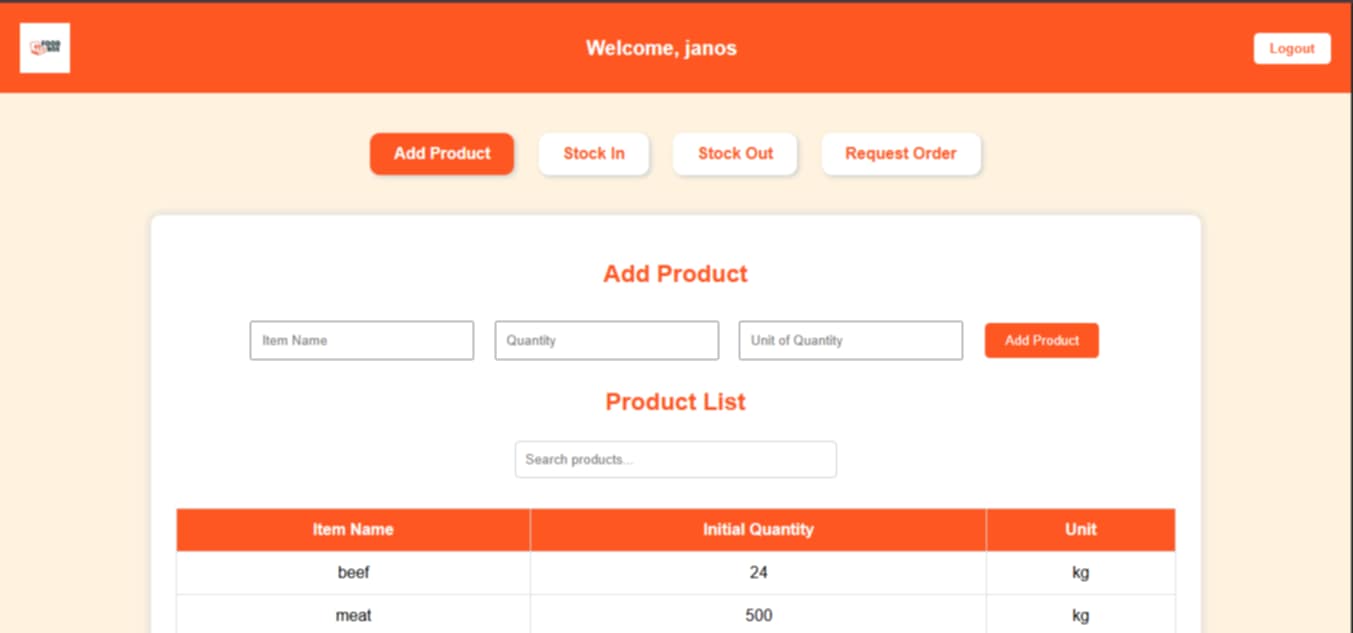 FOOD
Welcome, janos
Logout
Add Product
Stock In
Stock Out
Request Order
Add Product
Item Name
Quantity
Unit of Quantity
Add Product
Product List
Search products...
Item Name
Initial Quantity
Unit
beef
24
kg
meat
500
kg